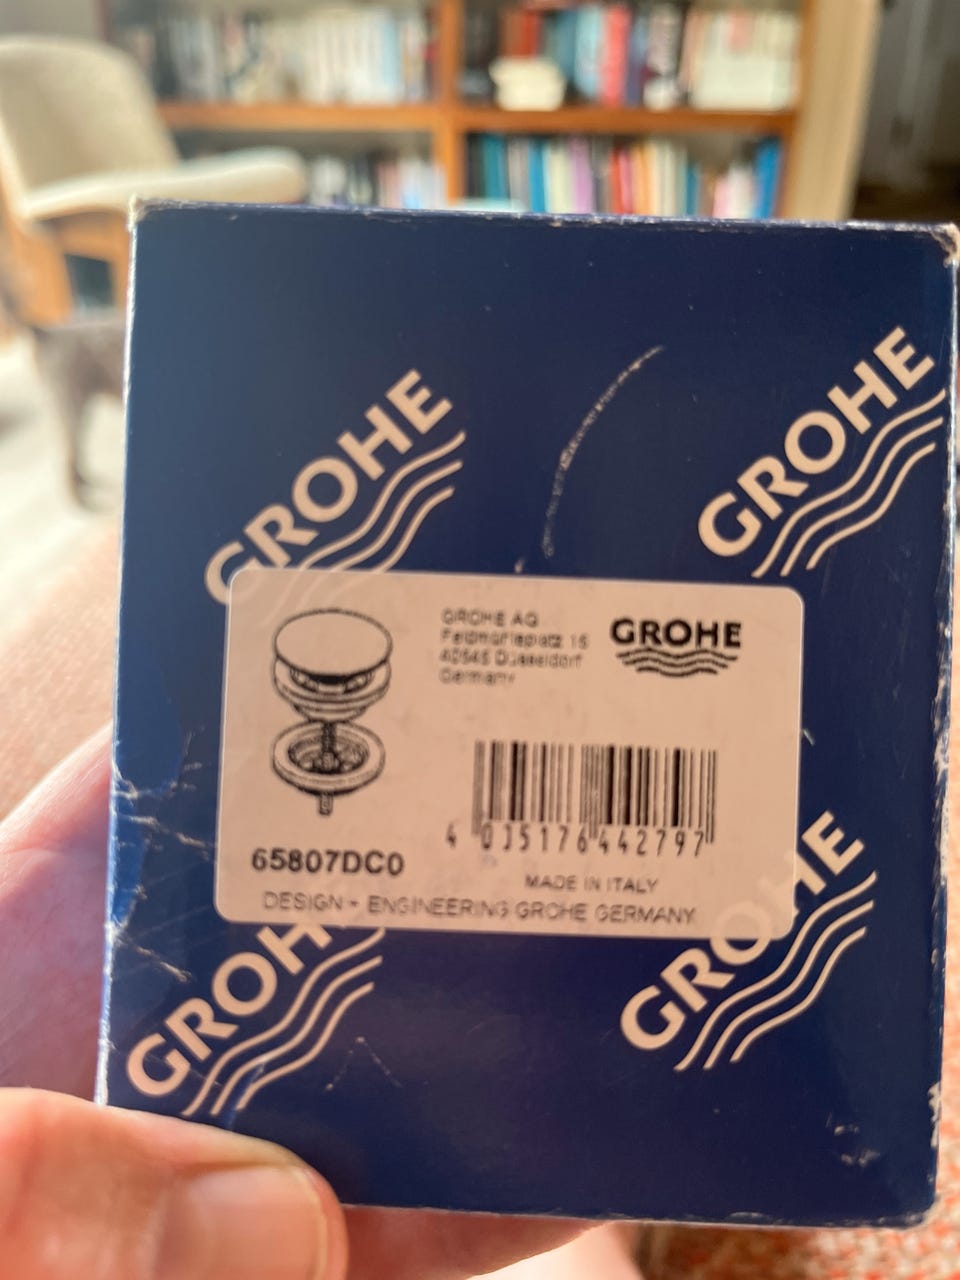 GROHE
GROHE
GROHE AG
Feldmühleplatz 15
40545 Düsseldorf
Germany
GROHE
4 005176 442797
65807DC0
MADE IN ITALY
DESIGN + ENGINEERING GROHE GERMANY
GROHE
GROHE